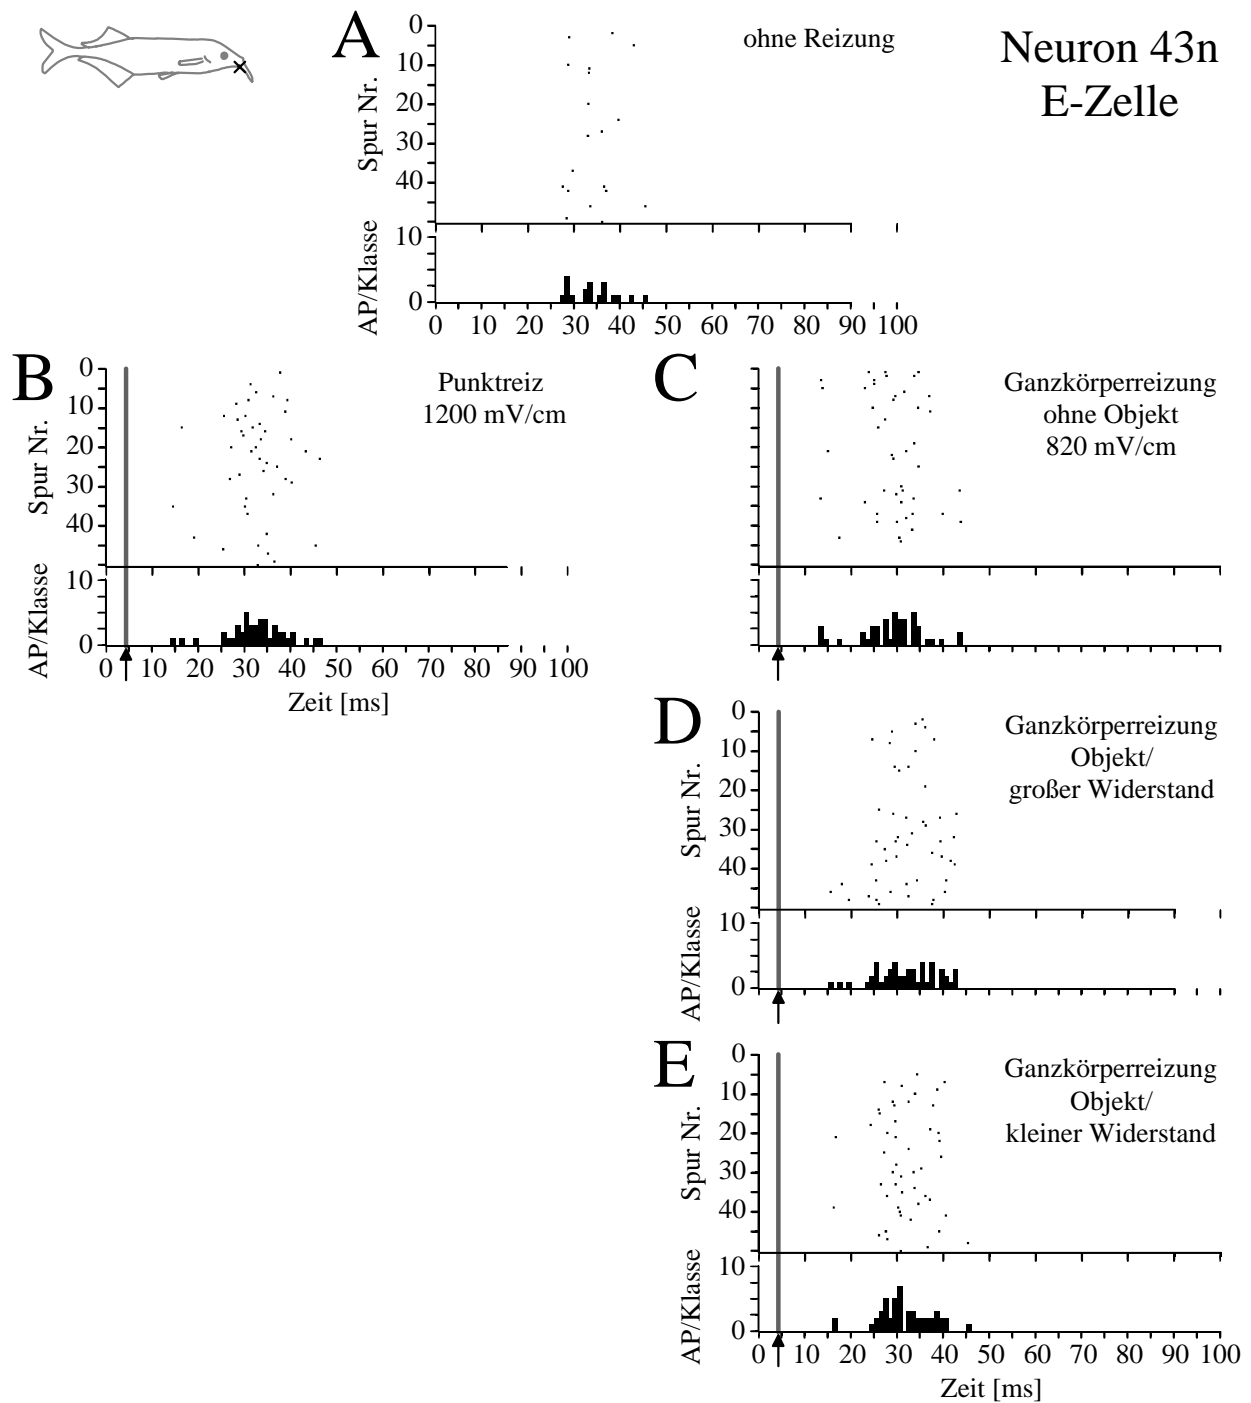 A
ohne Reizung
Neuron 43n
E-Zelle
Spur Nr.
0
10
20
30
40
AP/Klasse
10
0
0 10 20 30 40 50 60 70 80 90 100
B
Punktreiz
1200 mV/cm
Spur Nr.
0
10
20
30
40
AP/Klasse
10
0
0 10 20 30 40 50 60 70 80 90 100
Zeit [ms]
C
Ganzkörperreizung
ohne Objekt
820 mV/cm
D
Ganzkörperreizung
Objekt/
großer Widerstand
Spur Nr.
0
10
20
30
40
AP/Klasse
10
0
E
Ganzkörperreizung
Objekt/
kleiner Widerstand
Spur Nr.
0
10
20
30
40
AP/Klasse
10
0
0 10 20 30 40 50 60 70 80 90 100
Zeit [ms]